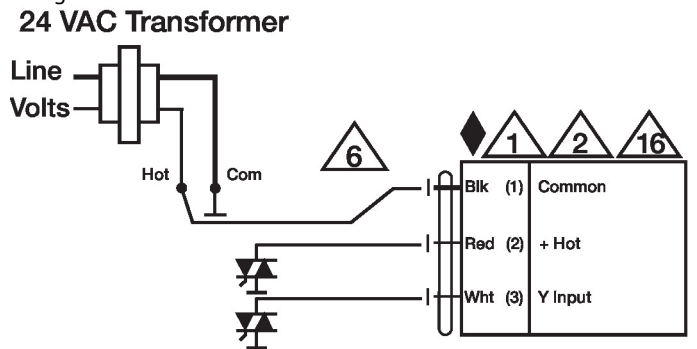 24 VAC Transformer
Line
Volts
Hot
Com
6
1
2
16
Blk (1) Common
Red (2) + Hot
Wht (3) Y Input